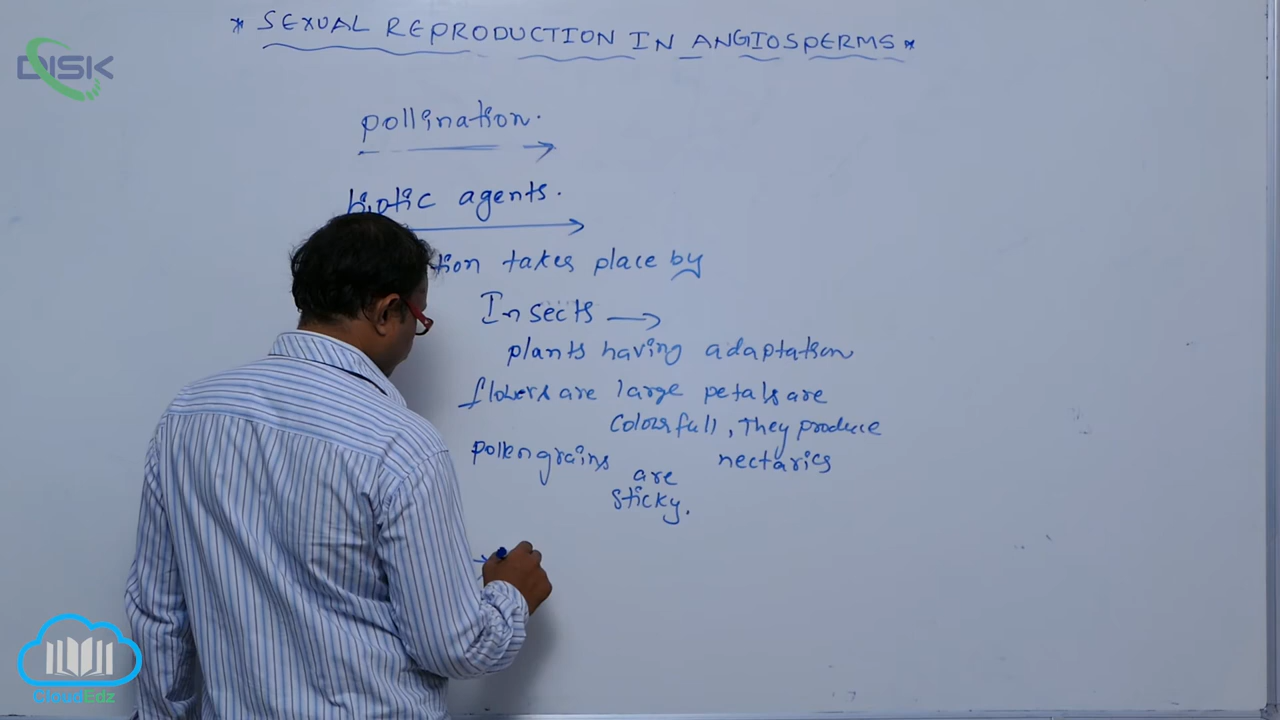 * SEXUAL REPRODUCTION IN ANGIOSPERMS *
DISK
pollination.
biotic agents.
takes place by
Insects →
plants having adaptation
flowers are large petals are
colourfull, They produce
pollengrains are nectaries
sticky.
CloudEdz